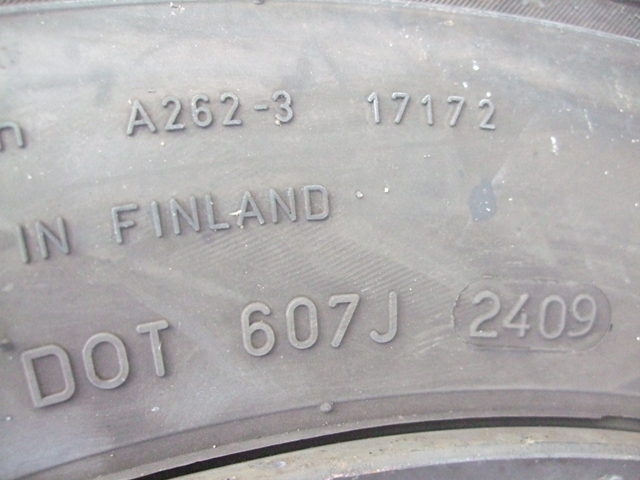 A262-3 17172
IN FINLAND
DOT 607J 2409